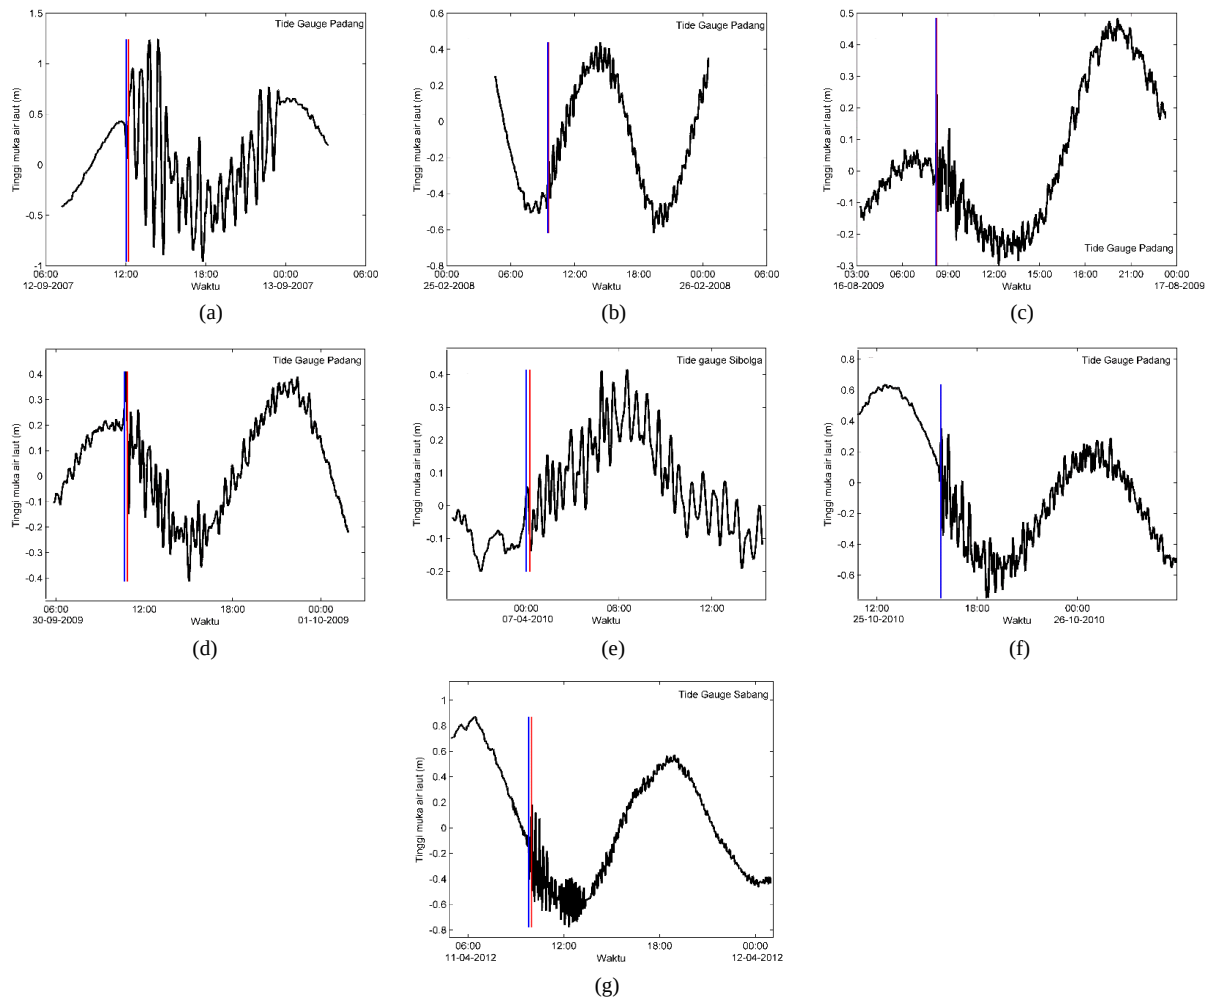 Tide Gauge Padang
Tinggi muka air laut (m)
1.5
1
0.5
0
-0.5
-1
06:00 12:00 18:00 00:00 06:00
12-09-2007 Waktu 13-09-2007
(a)
Tide Gauge Padang
Tinggi muka air laut (m)
0.6
0.4
0.2
0
-0.2
-0.4
-0.6
-0.8
00:00 06:00 12:00 18:00 00:00 06:00
25-02-2008 Waktu 26-02-2008
(b)
Tinggi muka air laut (m)
0.5
0.4
0.3
0.2
0.1
0
-0.1
-0.2
-0.3
Tide Gauge Padang
03:00 06:00 09:00 12:00 15:00 18:00 21:00 00:00
16-08-2009 Waktu 17-08-2009
(c)
Tide Gauge Padang
Tinggi muka air laut (m)
0.4
0.3
0.2
0.1
0
-0.1
-0.2
-0.3
-0.4
06:00 12:00 18:00 00:00
30-09-2009 Waktu 01-10-2009
(d)
Tide gauge Sibolga
Tinggi muka air laut (m)
0.4
0.3
0.2
0.1
0
-0.1
-0.2
00:00 06:00 12:00
07-04-2010 Waktu
(e)
Tide Gauge Padang
Tinggi muka air laut (m)
0.8
0.6
0.4
0.2
0
-0.2
-0.4
-0.6
12:00 18:00 00:00
25-10-2010 Waktu 26-10-2010
(f)
Tide Gauge Sabang
Tinggi muka air laut (m)
1
0.8
0.6
0.4
0.2
0
-0.2
-0.4
-0.6
-0.8
06:00 12:00 18:00 00:00
11-04-2012 Waktu 12-04-2012
(g)